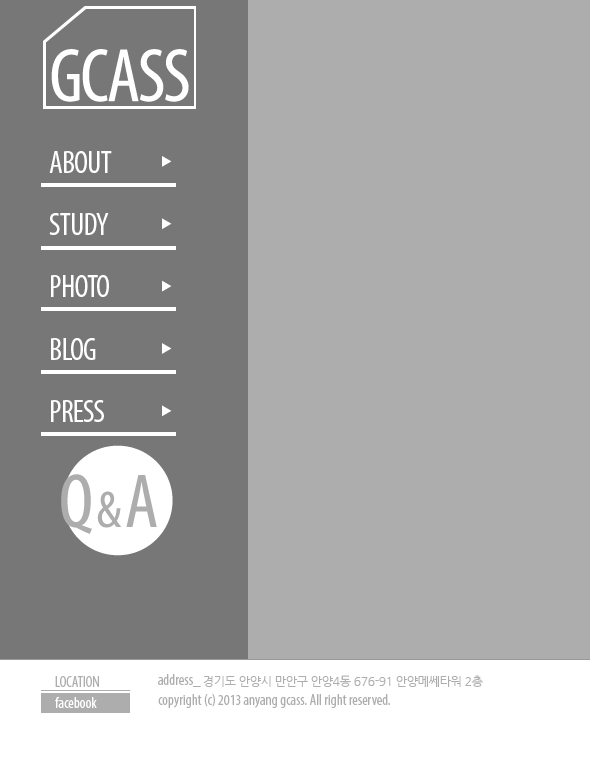 GCASS
ABOUT
STUDY
PHOTO
BLOG
PRESS
Q & A
LOCATION
facebook
address_ 경기도 안양시 만안구 안양4동 676-91 안양메쎄타워 2층
copyright (c) 2013 anyang gcass. All right reserved.